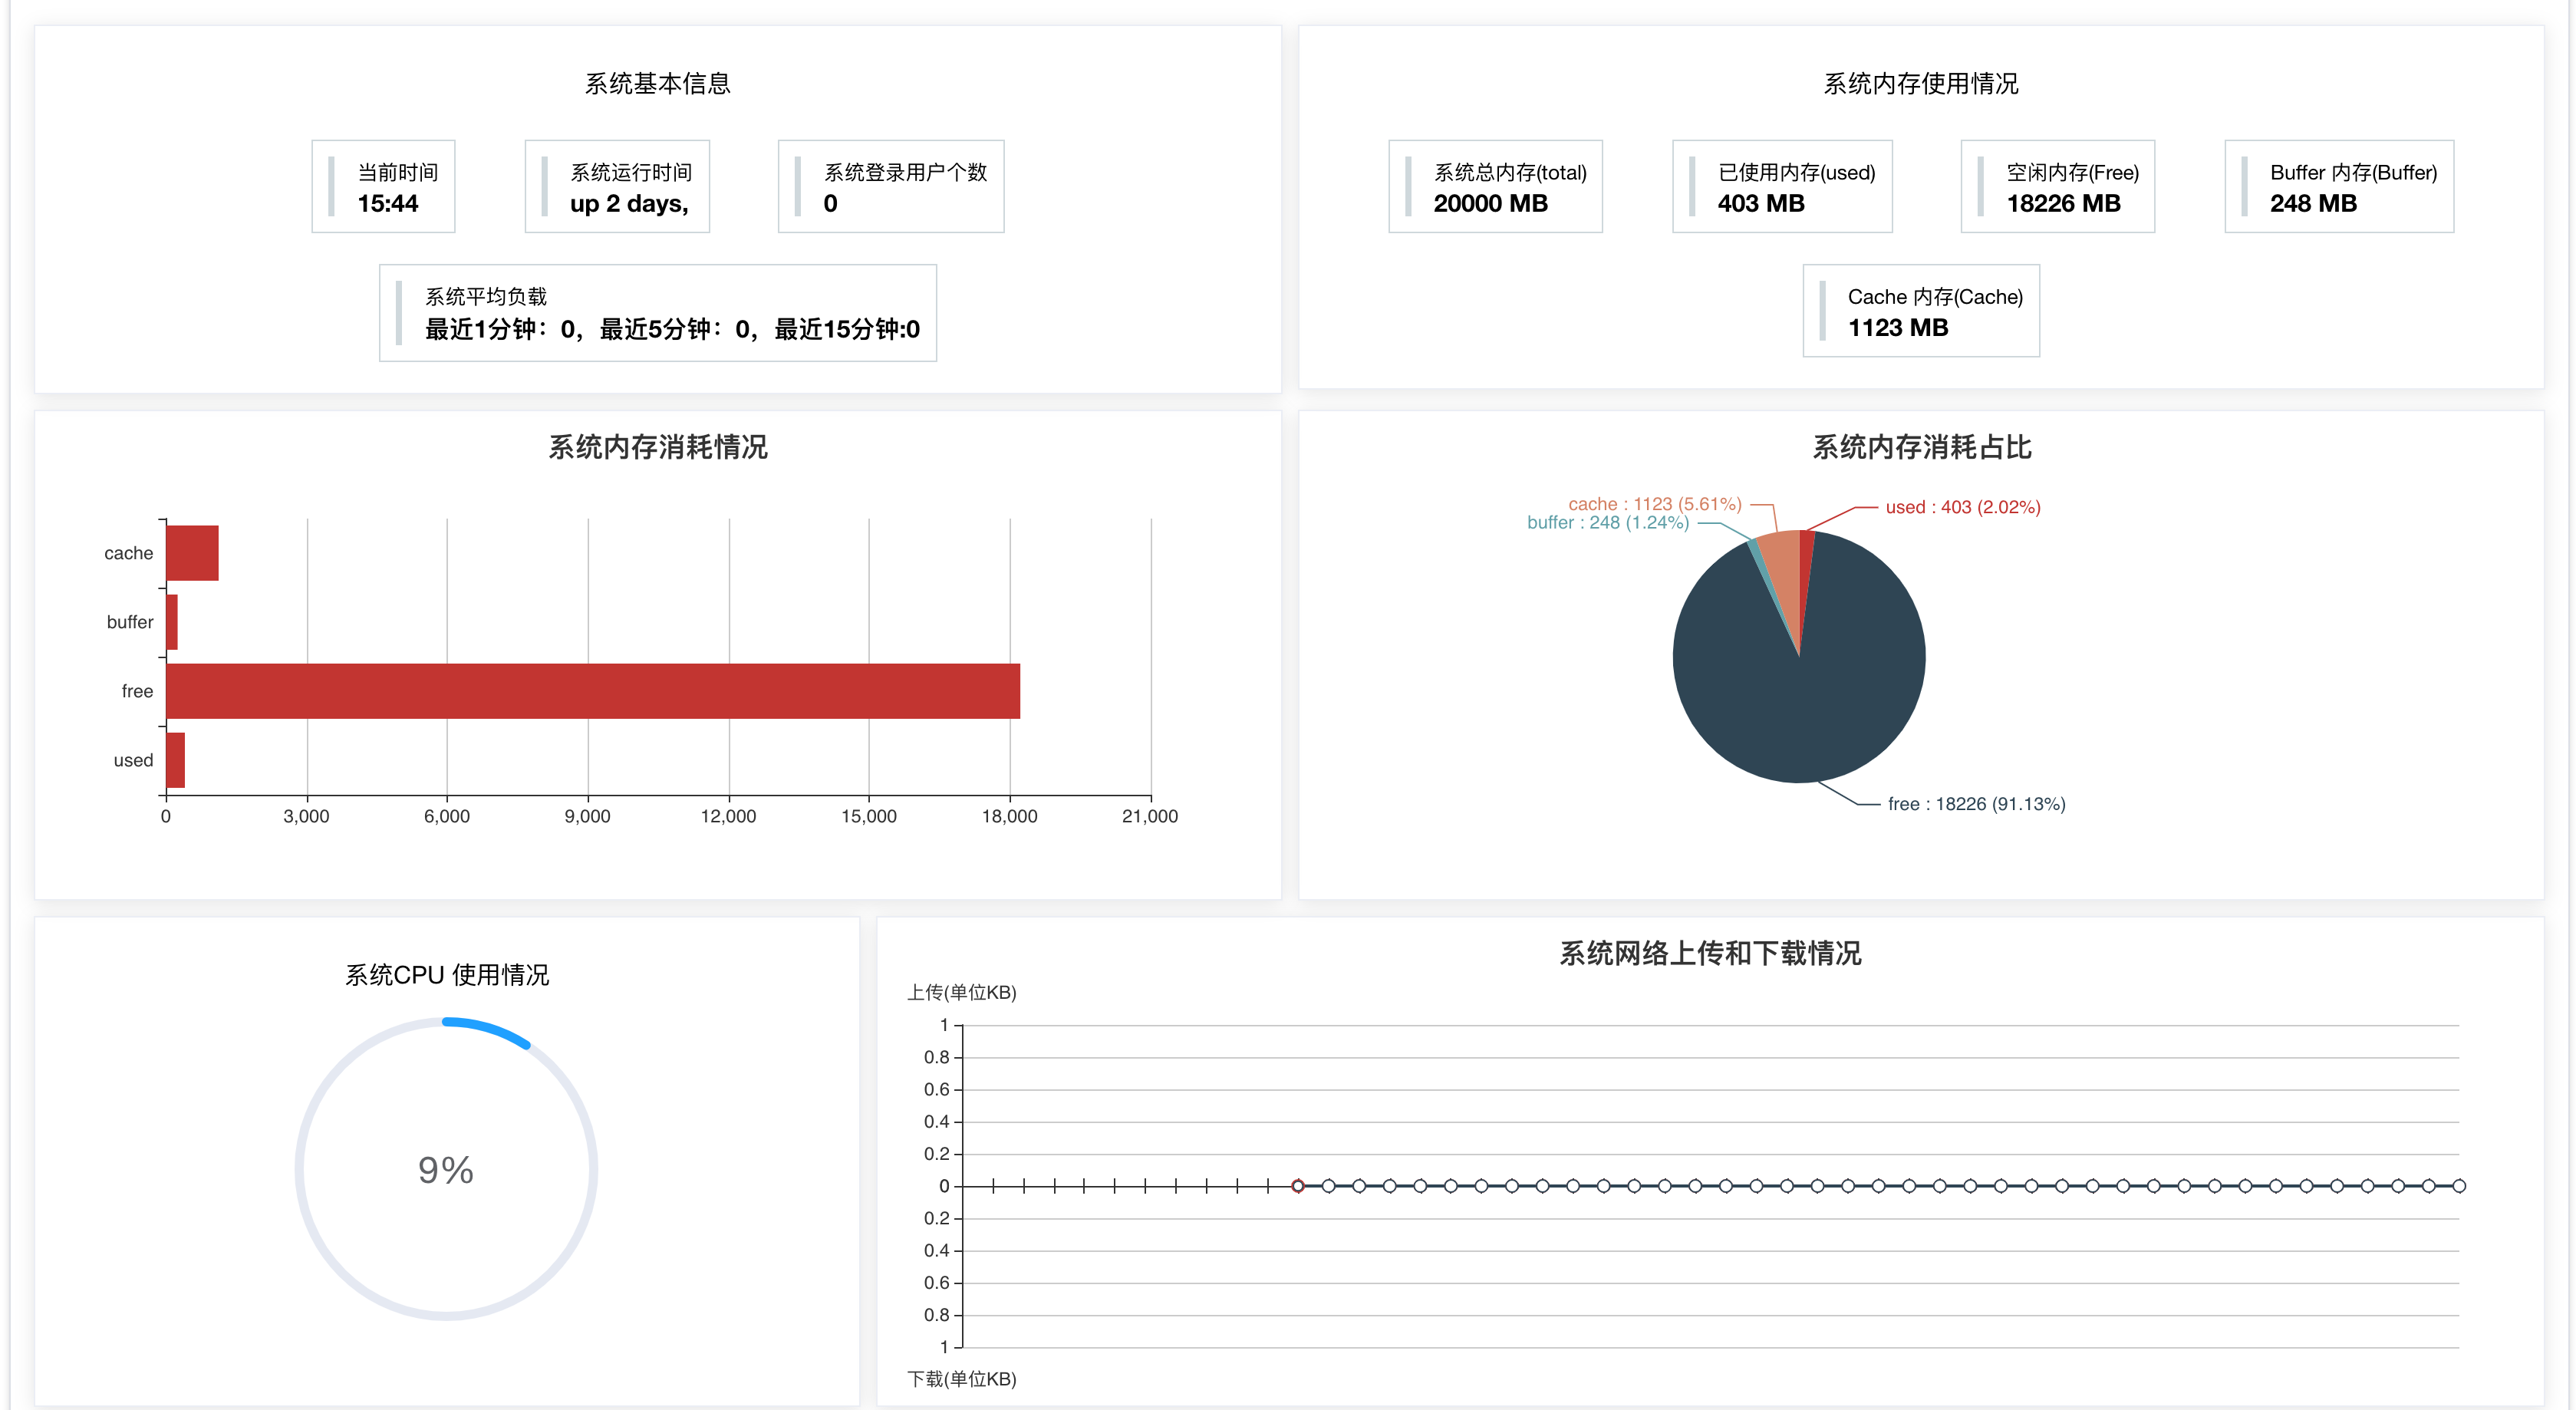 系统基本信息
当前时间
15:44
系统运行时间
up 2 days,
系统登录用户个数
0
系统平均负载
最近1分钟：0，最近5分钟：0，最近15分钟:0
系统内存使用情况
系统总内存(total)
20000 MB
已使用内存(used)
403 MB
空闲内存(Free)
18226 MB
Buffer 内存(Buffer)
248 MB
Cache 内存(Cache)
1123 MB
系统内存消耗情况
cache
buffer
free
used
0 3,000 6,000 9,000 12,000 15,000 18,000 21,000
系统内存消耗占比
cache : 1123 (5.61%)
used : 403 (2.02%)
buffer : 248 (1.24%)
free : 18226 (91.13%)
系统CPU 使用情况
9%
系统网络上传和下载情况
上传(单位KB)
1
0.8
0.6
0.4
0.2
0
0.2
0.4
0.6
0.8
1
下载(单位KB)